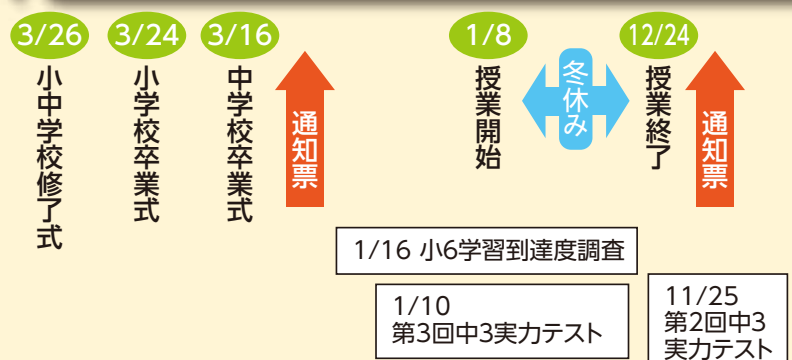 12/24
授業終了
通知票
冬休み
1/8
授業開始
通知票
3/16
中学校卒業式
3/24
小学校卒業式
3/26
小中学校修了式
11/25
第2回中3
実力テスト
1/16 小6学習到達度調査
1/10
第3回中3実力テスト